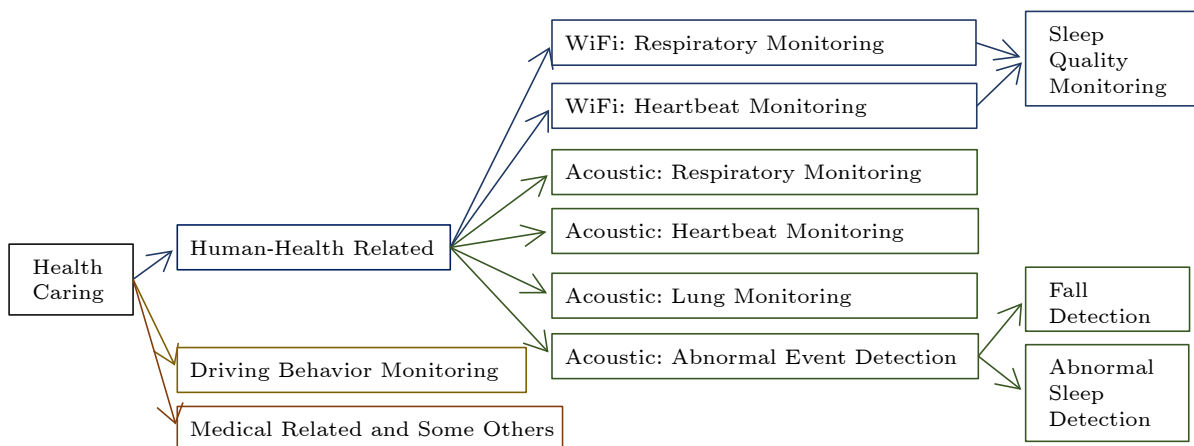 WiFi: Respiratory Monitoring
Sleep
Quality
Monitoring
WiFi: Heartbeat Monitoring
Acoustic: Respiratory Monitoring
Acoustic: Heartbeat Monitoring
Human-Health Related
Health
Caring
Acoustic: Lung Monitoring
Fall
Detection
Acoustic: Abnormal Event Detection
Abnormal
Sleep
Detection
Driving Behavior Monitoring
Medical Related and Some Others